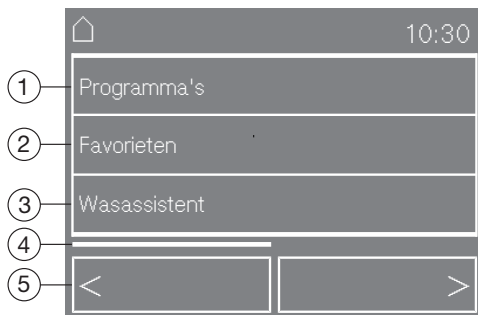 10:30
1 Programma's
2 Favorieten
3 Wasassistent
4
5 < >